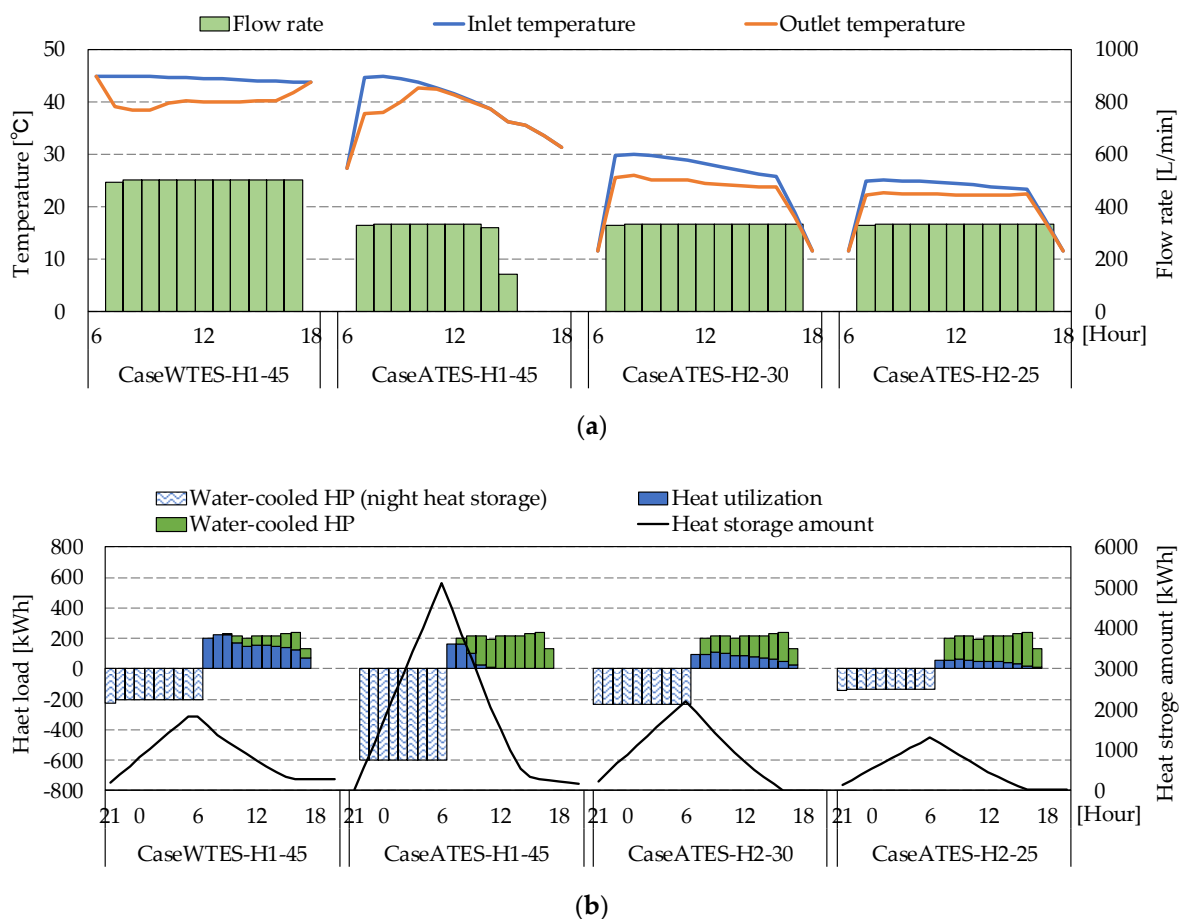 Flow rate Inlet temperature Outlet temperature
Temperature [℃]
50
40
30
20
10
0
1000
800
600
400
200
0
Flow rate [L/min]
6 12 18 6 12 18 6 12 18 6 12 18 [Hour]
CaseWTES-H1-45 CaseATES-H1-45 CaseATES-H2-30 CaseATES-H2-25
(a)
Water-cooled HP (night heat storage) Heat utilization
Water-cooled HP Heat storage amount
Haet load [kWh]
800
600
400
200
0
-200
-400
-600
-800
6000
5000
4000
3000
2000
1000
0
Heat stroge amount [kWh]
21 0 6 12 18 21 0 6 12 18 21 0 6 12 18 21 0 6 12 18 [Hour]
CaseWTES-H1-45 CaseATES-H1-45 CaseATES-H2-30 CaseATES-H2-25
(b)